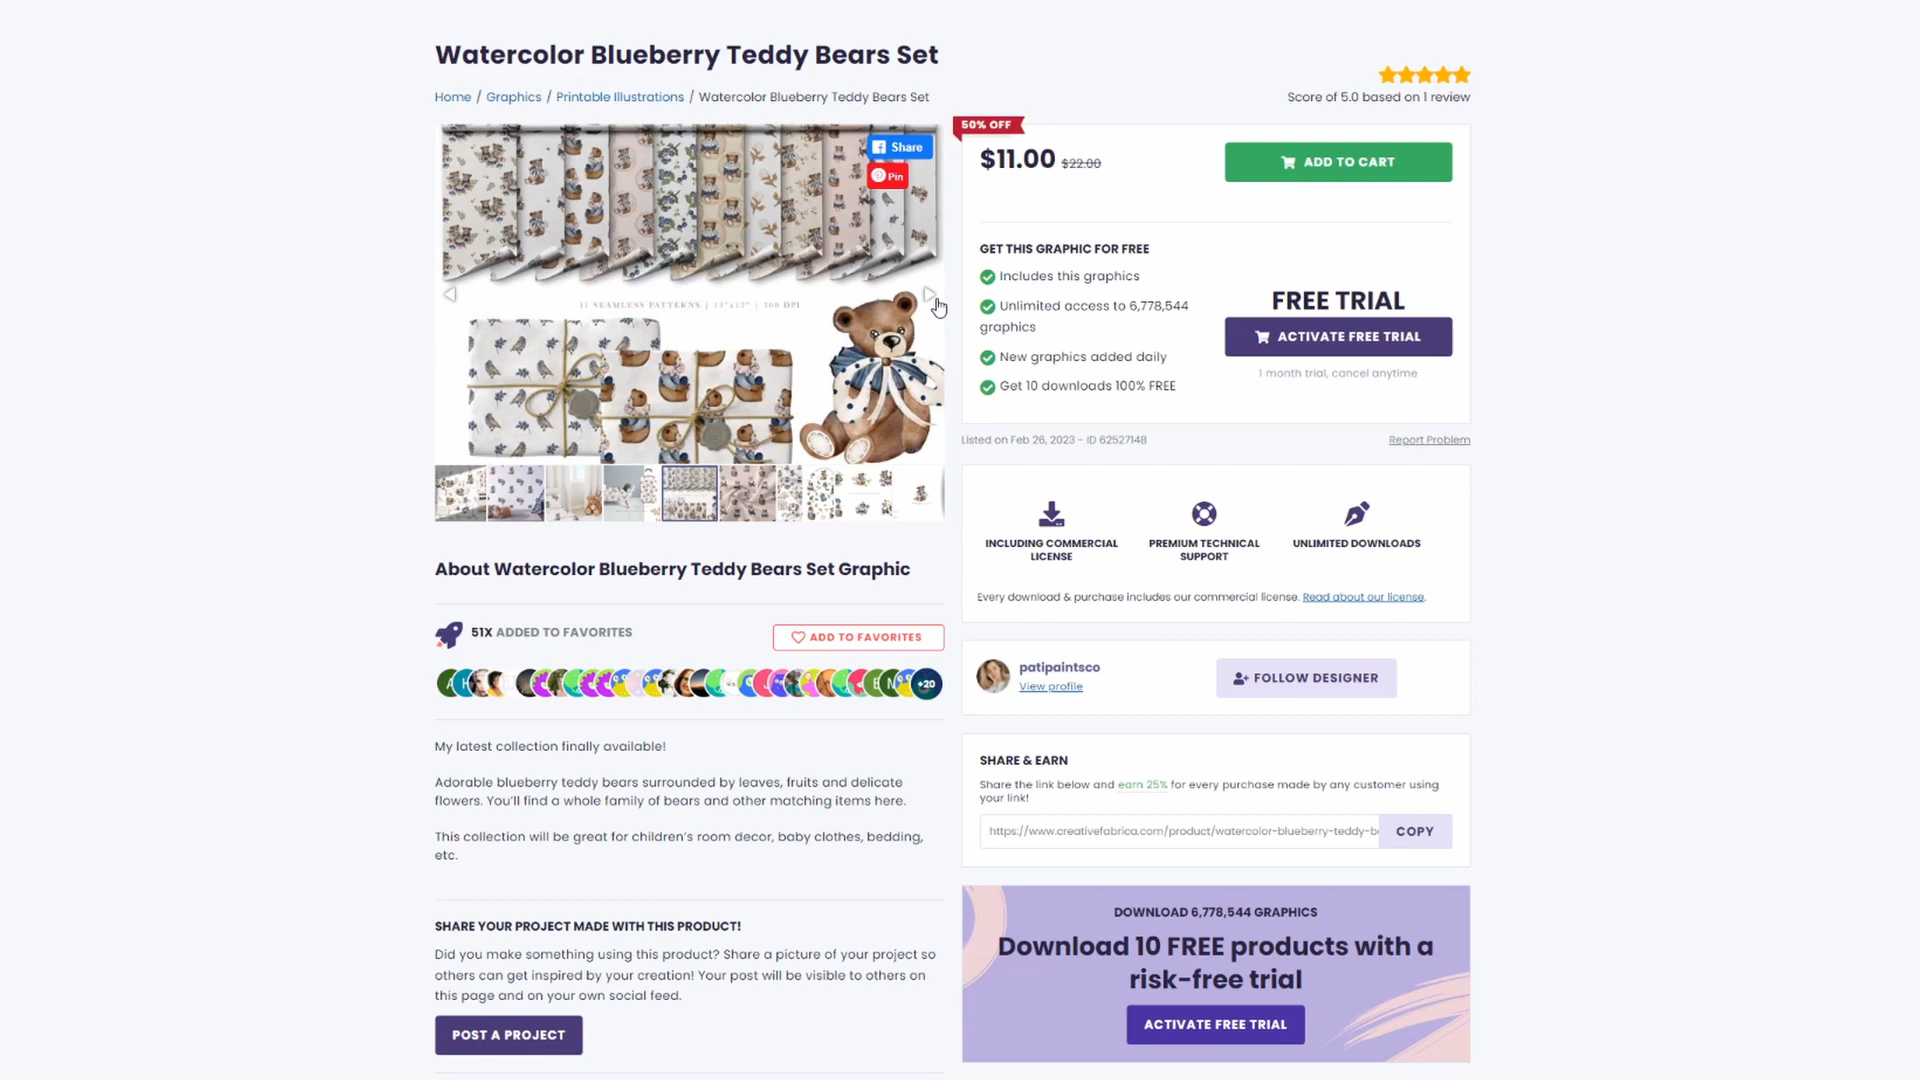 Watercolor Blueberry Teddy Bears Set
Home / Graphics / Printable Illustrations / Watercolor Blueberry Teddy Bears Set
Score of 5.0 based on 1 review
Share
Pin
11 SEAMLESS PATTERNS | 12"x12" | 300 DPI
50% OFF
$11.00 $22.00
ADD TO CART
GET THIS GRAPHIC FOR FREE
Includes this graphics
Unlimited access to 6,778,544
graphics
New graphics added daily
Get 10 downloads 100% FREE
FREE TRIAL
ACTIVATE FREE TRIAL
1 month trial, cancel anytime
Listed on Feb 26, 2023 - ID 62527148
Report Problem
INCLUDING COMMERCIAL
LICENSE
PREMIUM TECHNICAL
SUPPORT
UNLIMITED DOWNLOADS
Every download & purchase includes our commercial license. Read about our license.
patipaintsco
View profile
FOLLOW DESIGNER
SHARE & EARN
Share the link below and earn 25% for every purchase made by any customer using
your link!
https://www.creativefabrica.com/product/watercolor-blueberry-teddy-b
COPY
DOWNLOAD 6,778,544 GRAPHICS
Download 10 FREE products with a
risk-free trial
ACTIVATE FREE TRIAL
About Watercolor Blueberry Teddy Bears Set Graphic
51X ADDED TO FAVORITES
ADD TO FAVORITES
+20
My latest collection finally available!
Adorable blueberry teddy bears surrounded by leaves, fruits and delicate
flowers. You'll find a whole family of bears and other matching items here.
This collection will be great for children's room decor, baby clothes, bedding,
etc.
SHARE YOUR PROJECT MADE WITH THIS PRODUCT!
Did you make something using this product? Share a picture of your project so
others can get inspired by your creation! Your post will be visible to others on
this page and on your own social feed.
POST A PROJECT